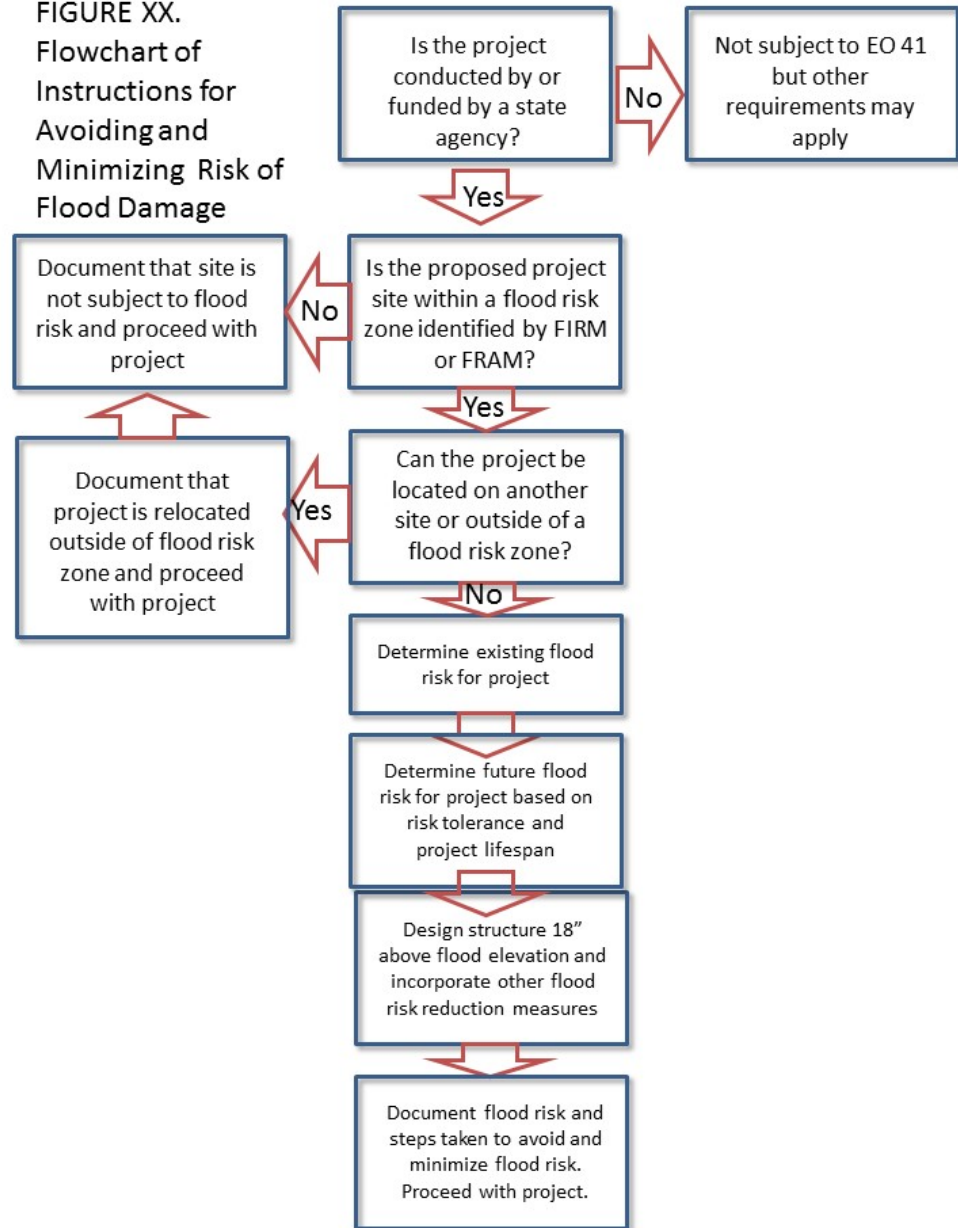 FIGURE XX.
Flowchart of
Instructions for
Avoiding and
Minimizing Risk of
Flood Damage
Is the project
conducted by or
funded by a state
agency?
No
Not subject to EO 41
but other
requirements may
apply
Yes
Is the proposed project
site within a flood risk
zone identified by FIRM
or FRAM?
No
Document that site is
not subject to flood
risk and proceed with
project
Yes
Can the project be
located on another
site or outside of a
flood risk zone?
Yes
Document that
project is relocated
outside of flood risk
zone and proceed
with project
No
Determine existing flood
risk for project
Determine future flood
risk for project based on
risk tolerance and
project lifespan
Design structure 18”
above flood elevation and
incorporate other flood
risk reduction measures
Document flood risk and
steps taken to avoid and
minimize flood risk.
Proceed with project.